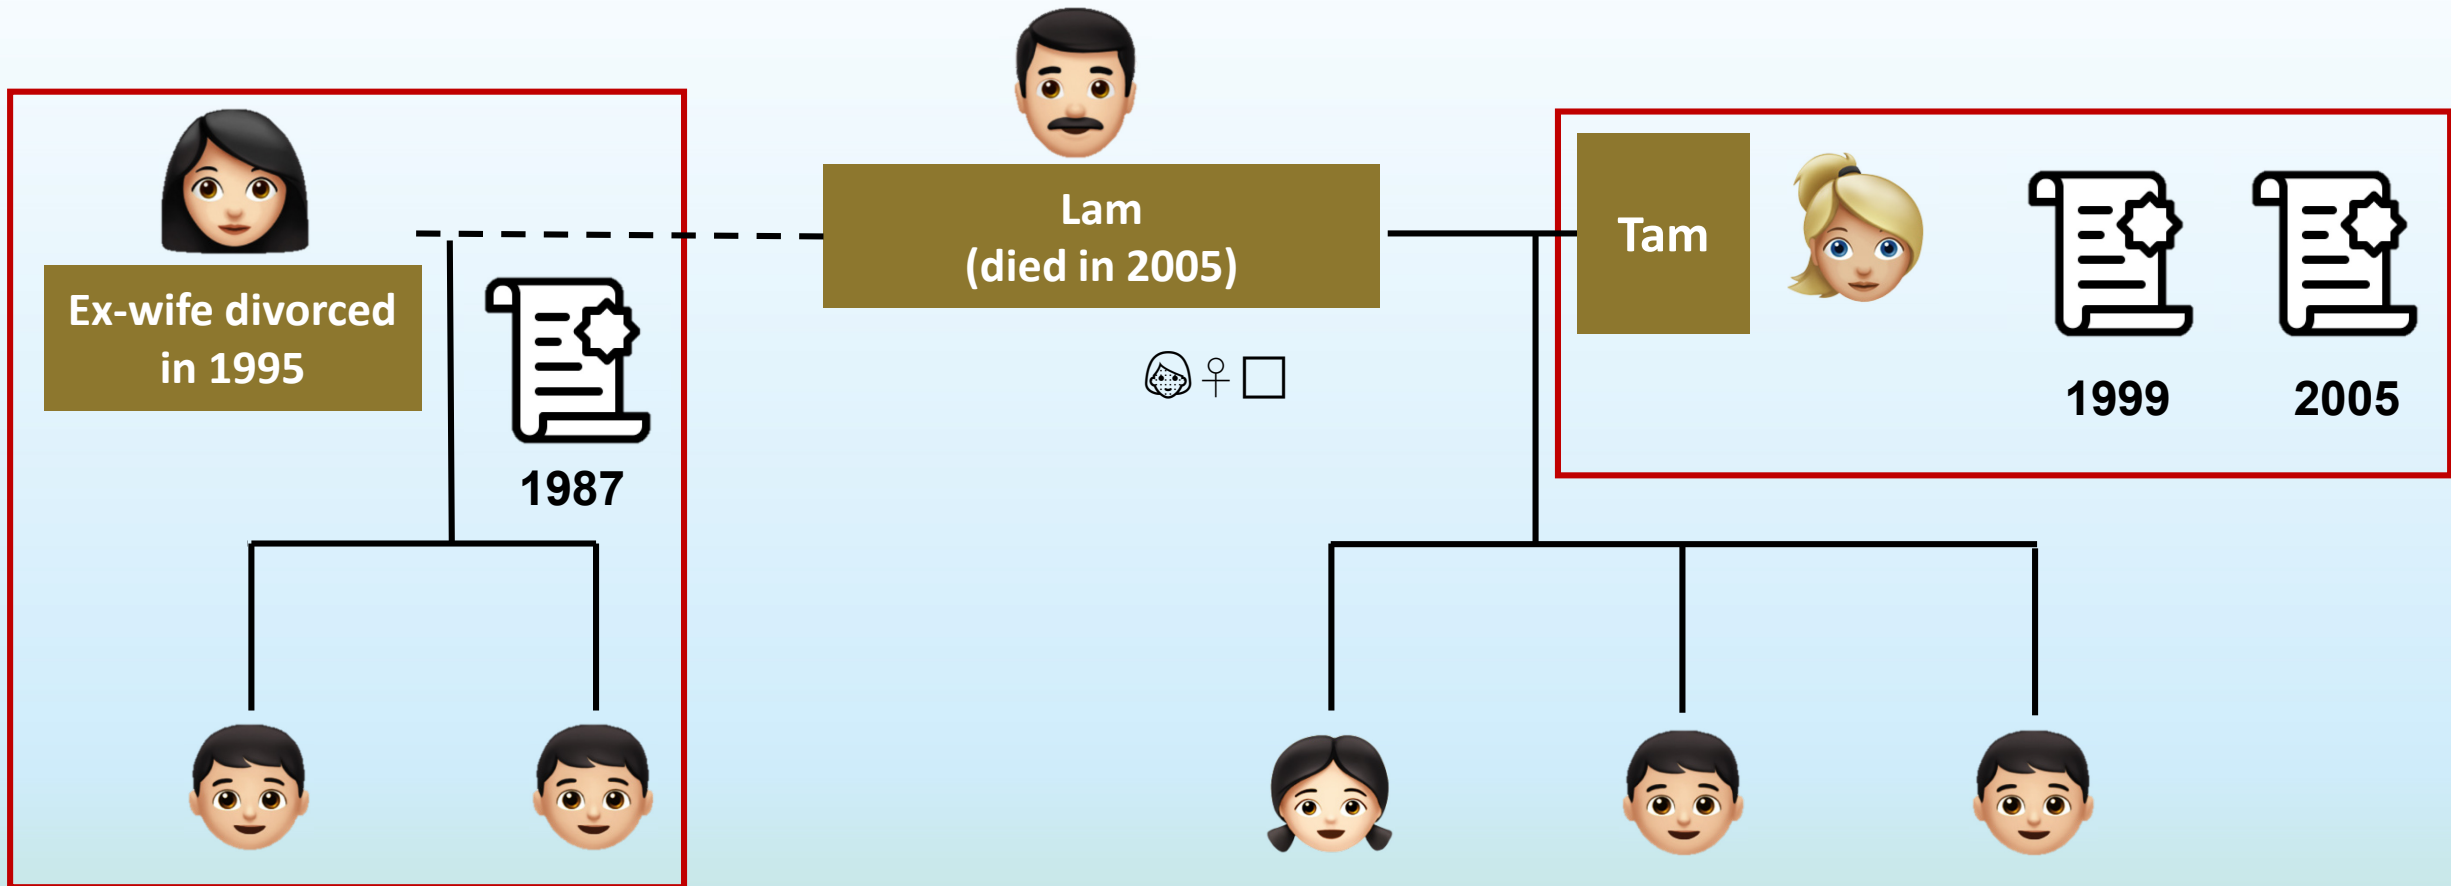 Lam
(died in 2005)
Ex-wife divorced
in 1995
1987
Tam
1999
2005